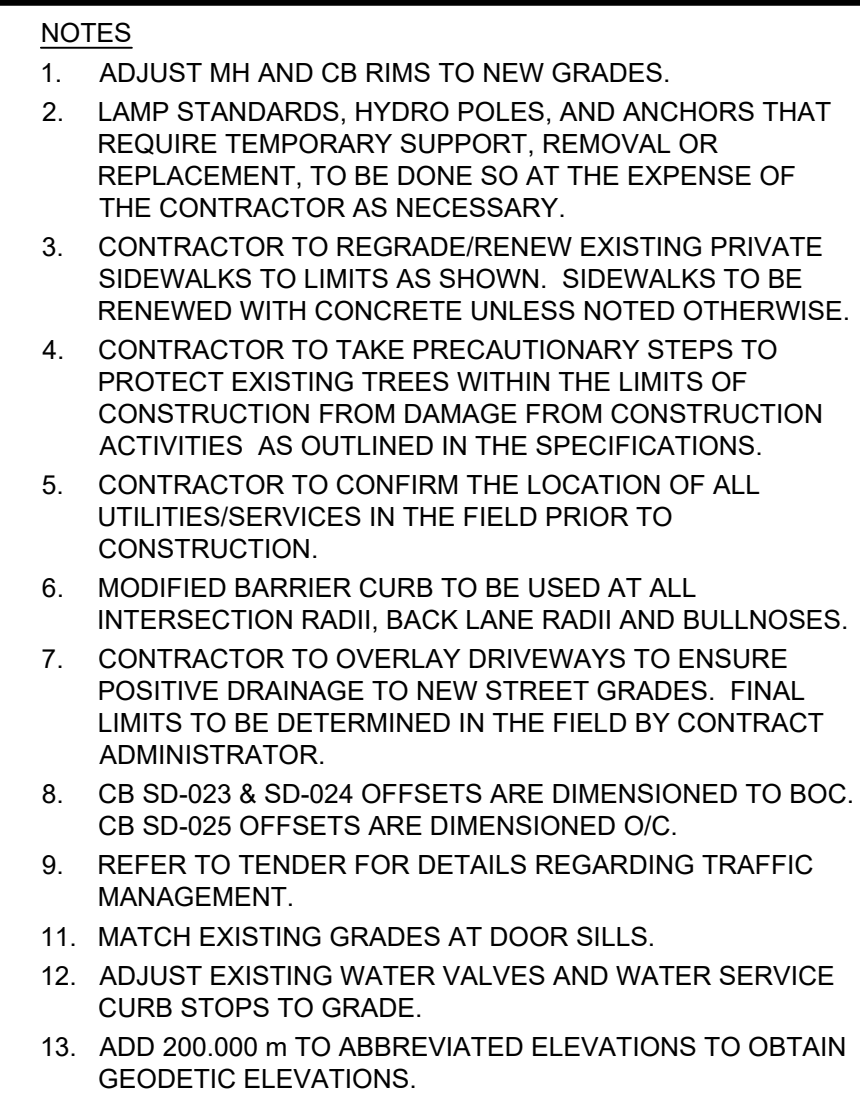 NOTES
1. ADJUST MH AND CB RIMS TO NEW GRADES.
2. LAMP STANDARDS, HYDRO POLES, AND ANCHORS THAT
REQUIRE TEMPORARY SUPPORT, REMOVAL OR
REPLACEMENT, TO BE DONE SO AT THE EXPENSE OF
THE CONTRACTOR AS NECESSARY.
3. CONTRACTOR TO REGRADE/RENEW EXISTING PRIVATE
SIDEWALKS TO LIMITS AS SHOWN.  SIDEWALKS TO BE
RENEWED WITH CONCRETE UNLESS NOTED OTHERWISE.
4. CONTRACTOR TO TAKE PRECAUTIONARY STEPS TO
PROTECT EXISTING TREES WITHIN THE LIMITS OF
CONSTRUCTION FROM DAMAGE FROM CONSTRUCTION
ACTIVITIES  AS OUTLINED IN THE SPECIFICATIONS.
5. CONTRACTOR TO CONFIRM THE LOCATION OF ALL
UTILITIES/SERVICES IN THE FIELD PRIOR TO
CONSTRUCTION.
6. MODIFIED BARRIER CURB TO BE USED AT ALL
INTERSECTION RADII, BACK LANE RADII AND BULLNOSES.
7. CONTRACTOR TO OVERLAY DRIVEWAYS TO ENSURE
POSITIVE DRAINAGE TO NEW STREET GRADES.  FINAL
LIMITS TO BE DETERMINED IN THE FIELD BY CONTRACT
ADMINISTRATOR.
8. CB SD-023 & SD-024 OFFSETS ARE DIMENSIONED TO BOC.
CB SD-025 OFFSETS ARE DIMENSIONED O/C.
9. REFER TO TENDER FOR DETAILS REGARDING TRAFFIC
MANAGEMENT.
11. MATCH EXISTING GRADES AT DOOR SILLS.
12. ADJUST EXISTING WATER VALVES AND WATER SERVICE
CURB STOPS TO GRADE.
13. ADD 200.000 m TO ABBREVIATED ELEVATIONS TO OBTAIN
GEODETIC ELEVATIONS.